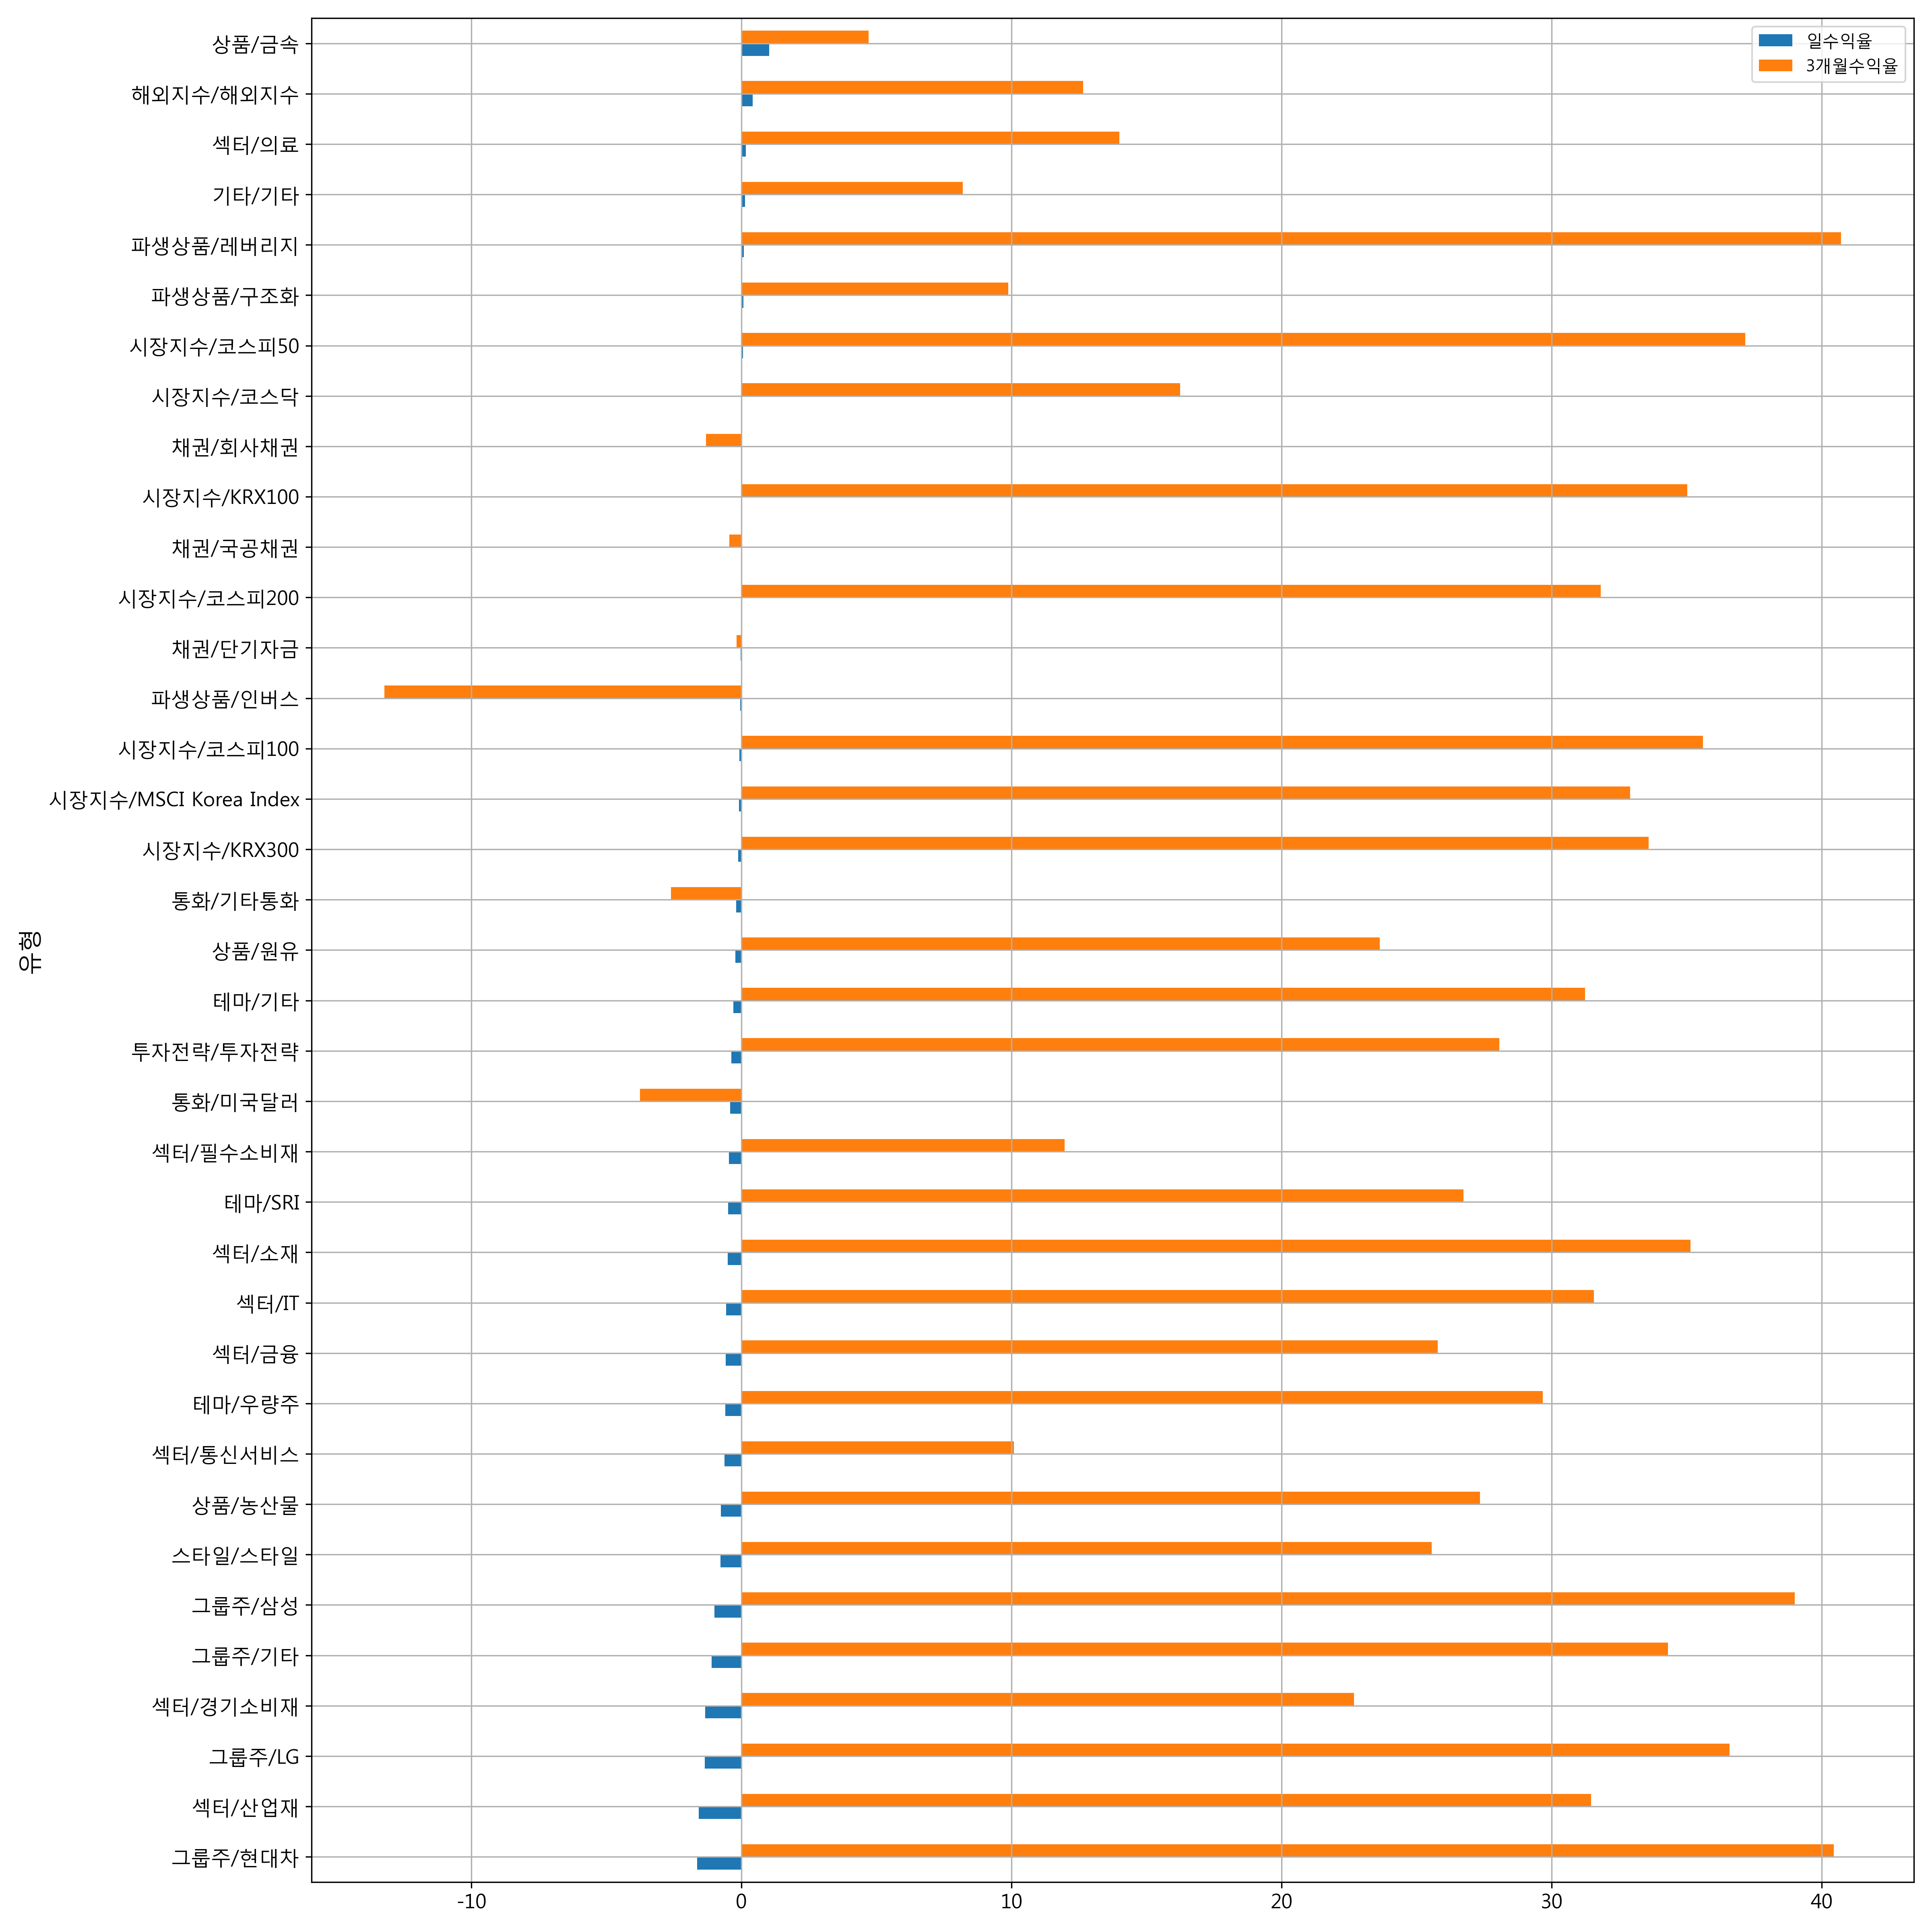 일수익율
3개월수익율
상품/금속
해외지수/해외지수
섹터/의료
기타/기타
파생상품/레버리지
파생상품/구조화
시장지수/코스피50
시장지수/코스닥
채권/회사채권
시장지수/KRX100
채권/국공채권
시장지수/코스피200
채권/단기자금
파생상품/인버스
시장지수/코스피100
시장지수/MSCI Korea Index
시장지수/KRX300
통화/기타통화
상품/원유
테마/기타
투자전략/투자전략
통화/미국달러
섹터/필수소비재
테마/SRI
섹터/소재
섹터/IT
섹터/금융
테마/우량주
섹터/통신서비스
상품/농산물
스타일/스타일
그룹주/삼성
그룹주/기타
섹터/경기소비재
그룹주/LG
섹터/산업재
그룹주/현대차
유형
-10 0 10 20 30 40